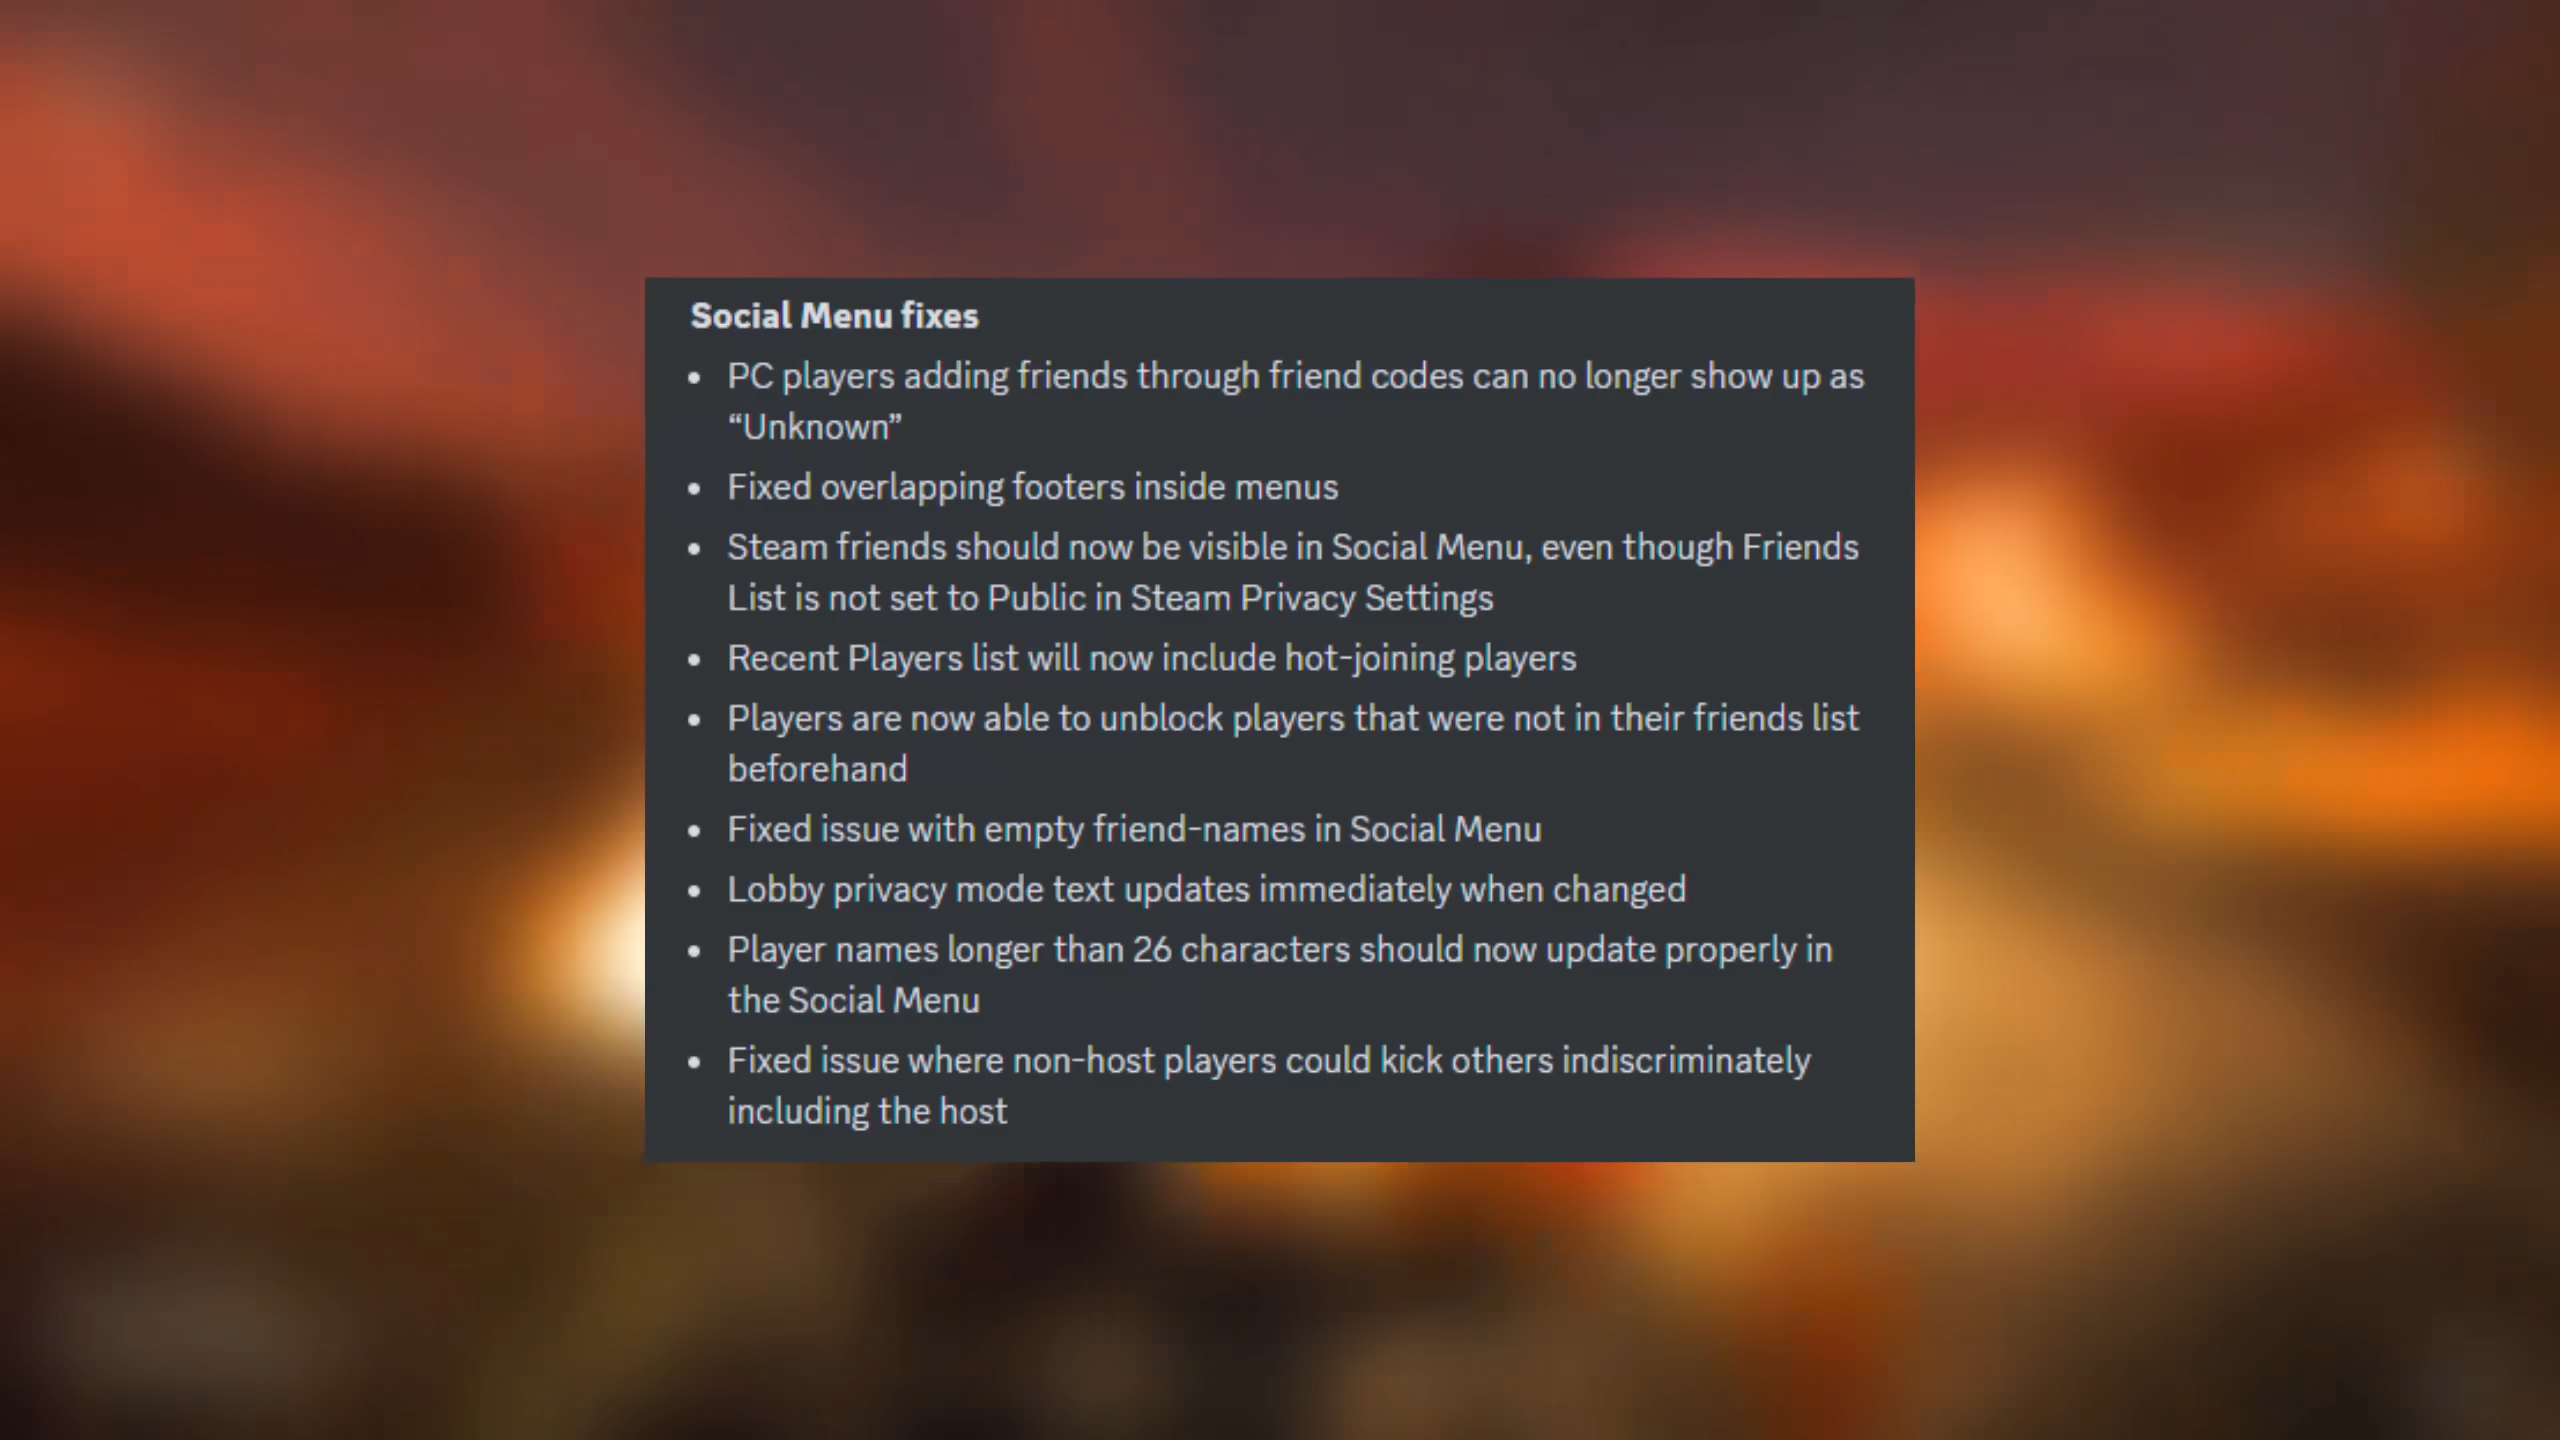 Social Menu fixes
• PC players adding friends through friend codes can no longer show up as
“Unknown”
• Fixed overlapping footers inside menus
• Steam friends should now be visible in Social Menu, even though Friends
List is not set to Public in Steam Privacy Settings
• Recent Players list will now include hot-joining players
• Players are now able to unblock players that were not in their friends list
beforehand
• Fixed issue with empty friend-names in Social Menu
• Lobby privacy mode text updates immediately when changed
• Player names longer than 26 characters should now update properly in
the Social Menu
• Fixed issue where non-host players could kick others indiscriminately
including the host